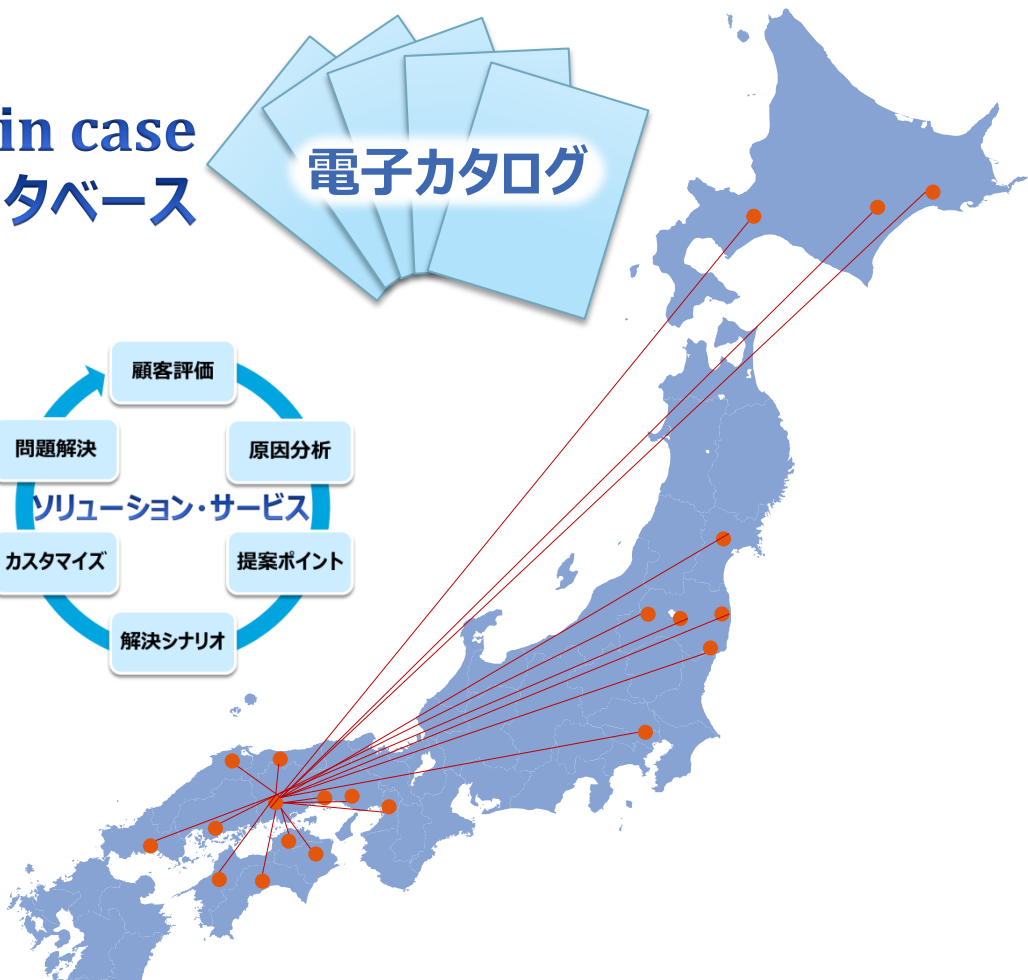 in case
タベース
電子カタログ
顧客評価
問題解決
原因分析
ソリューション・サービス
カスタマイズ
提案ポイント
解決シナリオ